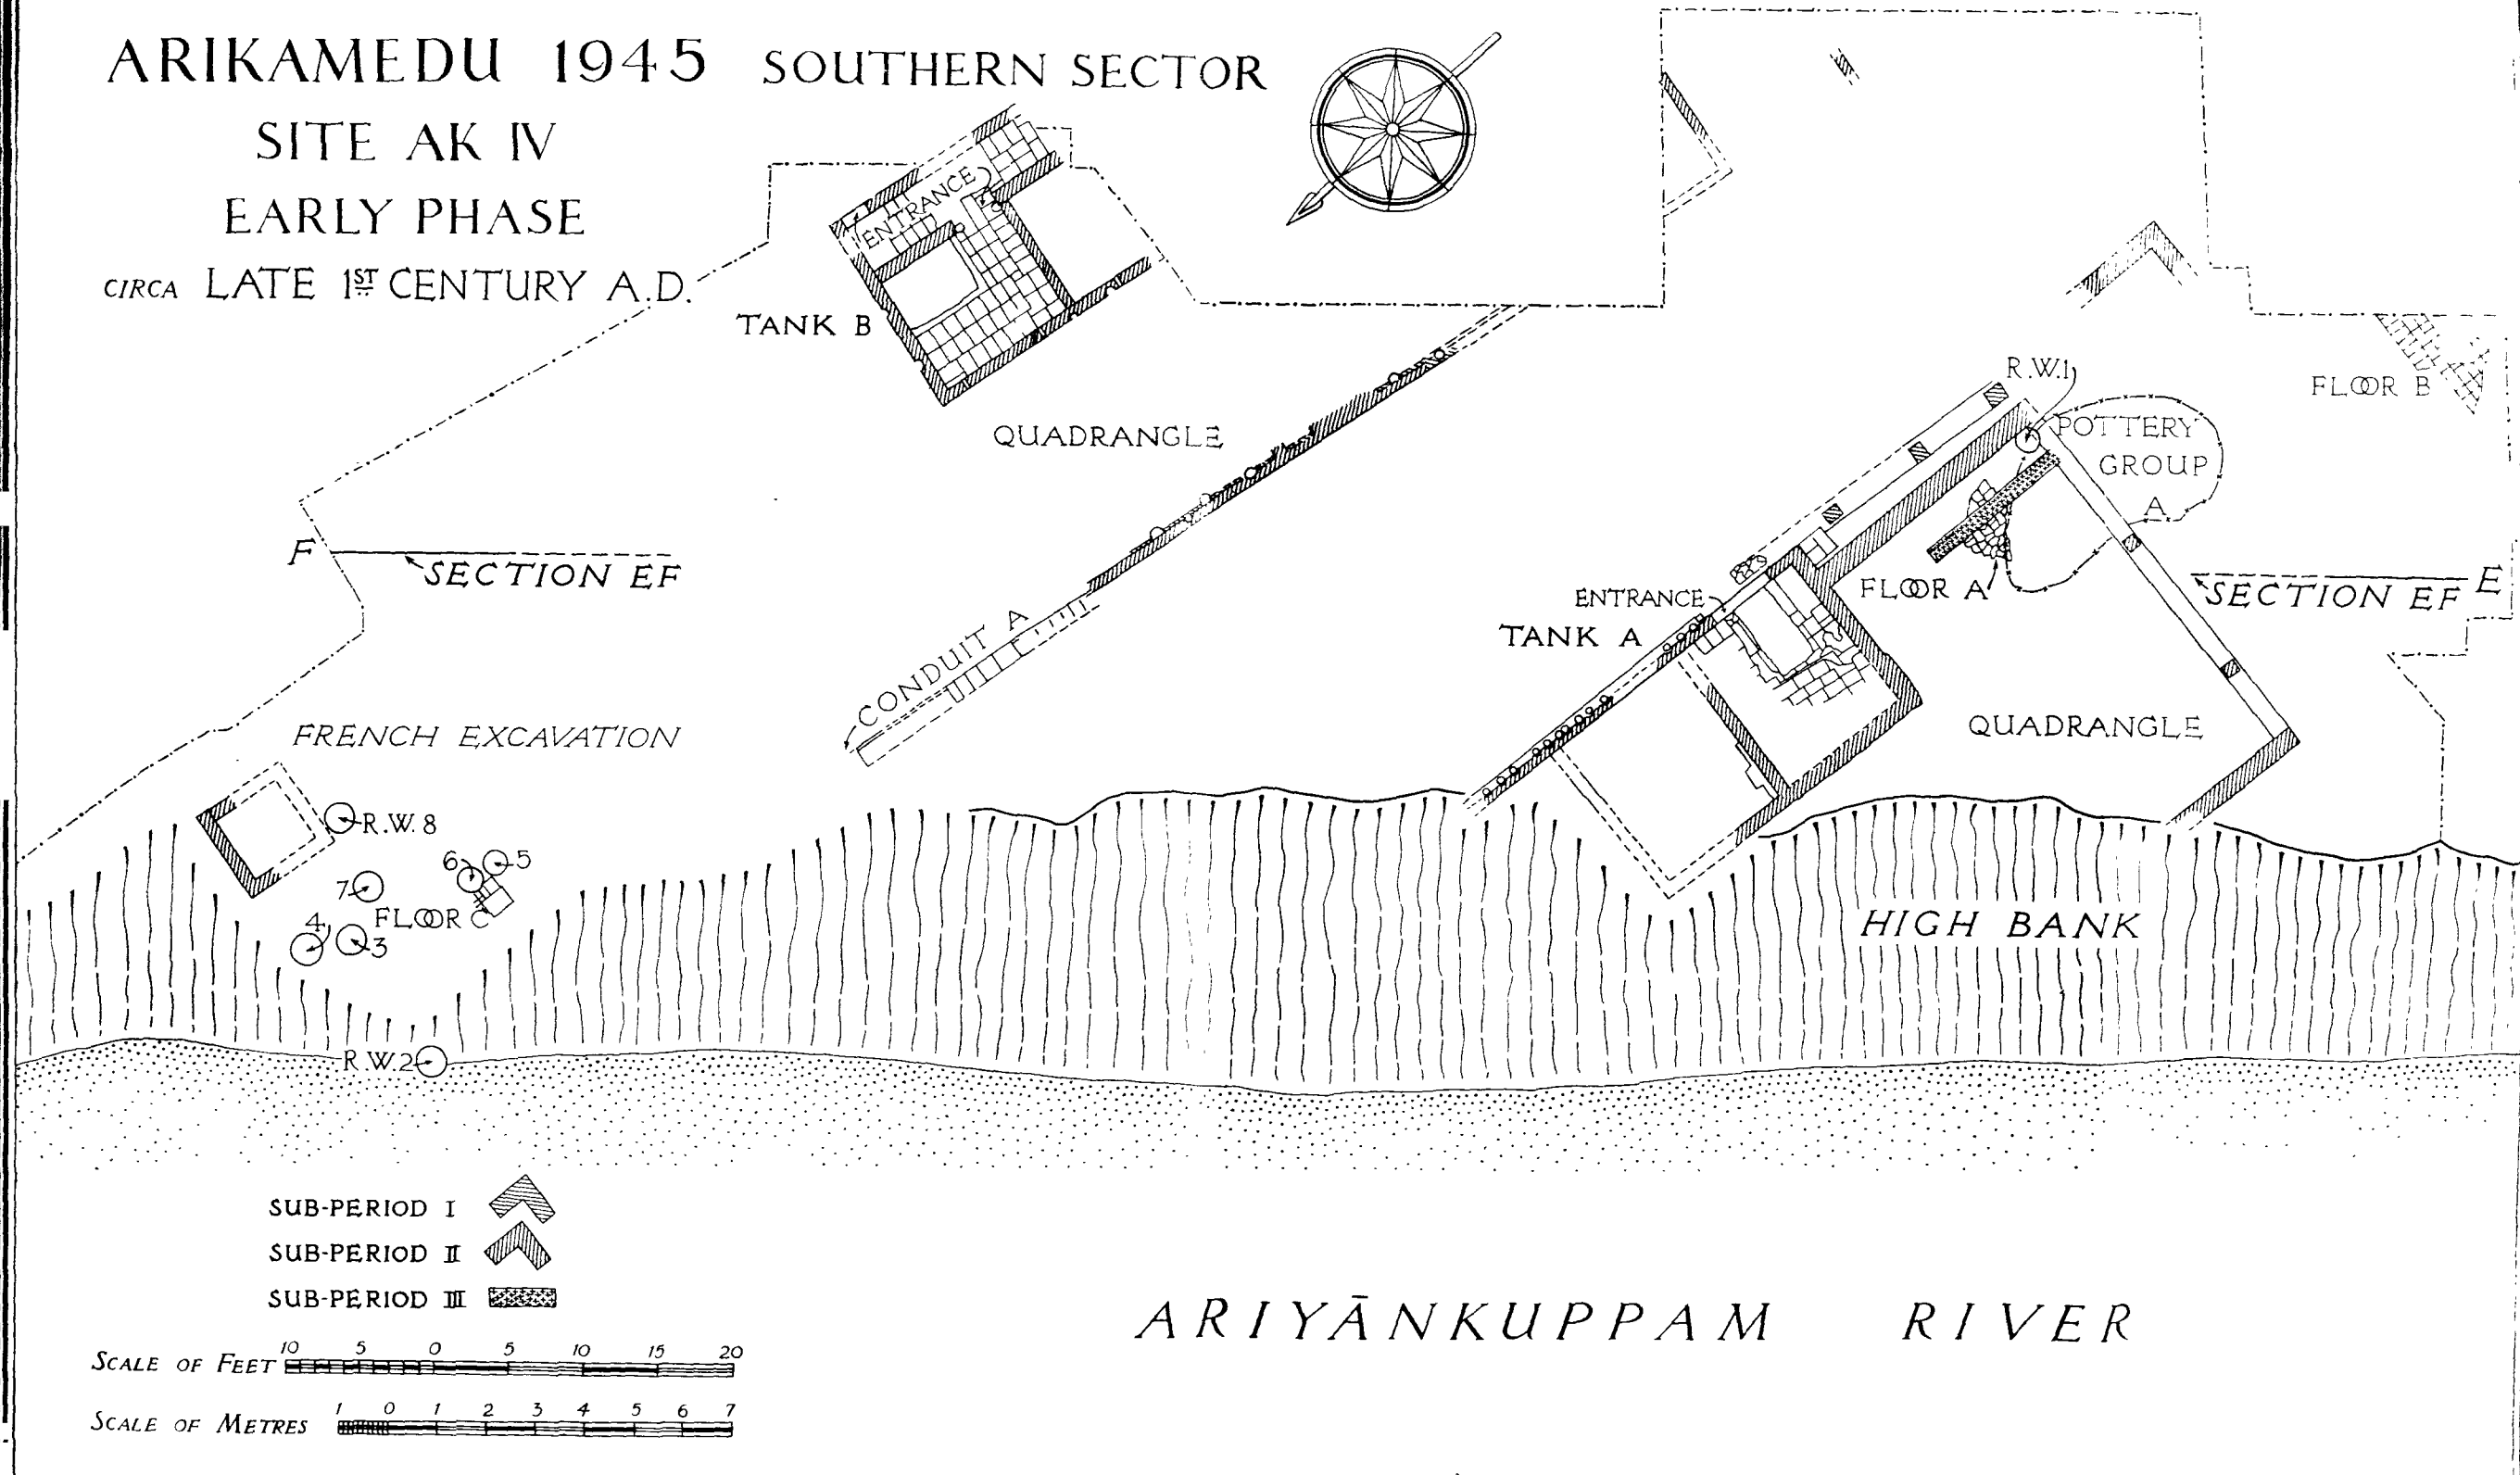 ARIKAMEDU 1945 SOUTHERN SECTOR
SITE AK IV
EARLY PHASE
CIRCA LATE 1ST CENTURY A.D.
ENTRANCE
TANK B
QUADRANGLE
R.W.1
FLOOR B
POTTERY
GROUP
A
F
SECTION EF
FLOOR A
E
SECTION EF
ENTRANCE
TANK A
CONDUIT A
QUADRANGLE
FRENCH EXCAVATION
R.W.8
6
5
7
FLOOR C
4
3
HIGH BANK
R.W.2
SUB-PERIOD I
SUB-PERIOD II
SUB-PERIOD III
ARIYĀNKUPPAM RIVER
10 5 0 5 10 15 20
SCALE OF FEET
1 0 1 2 3 4 5 6 7
SCALE OF METRES